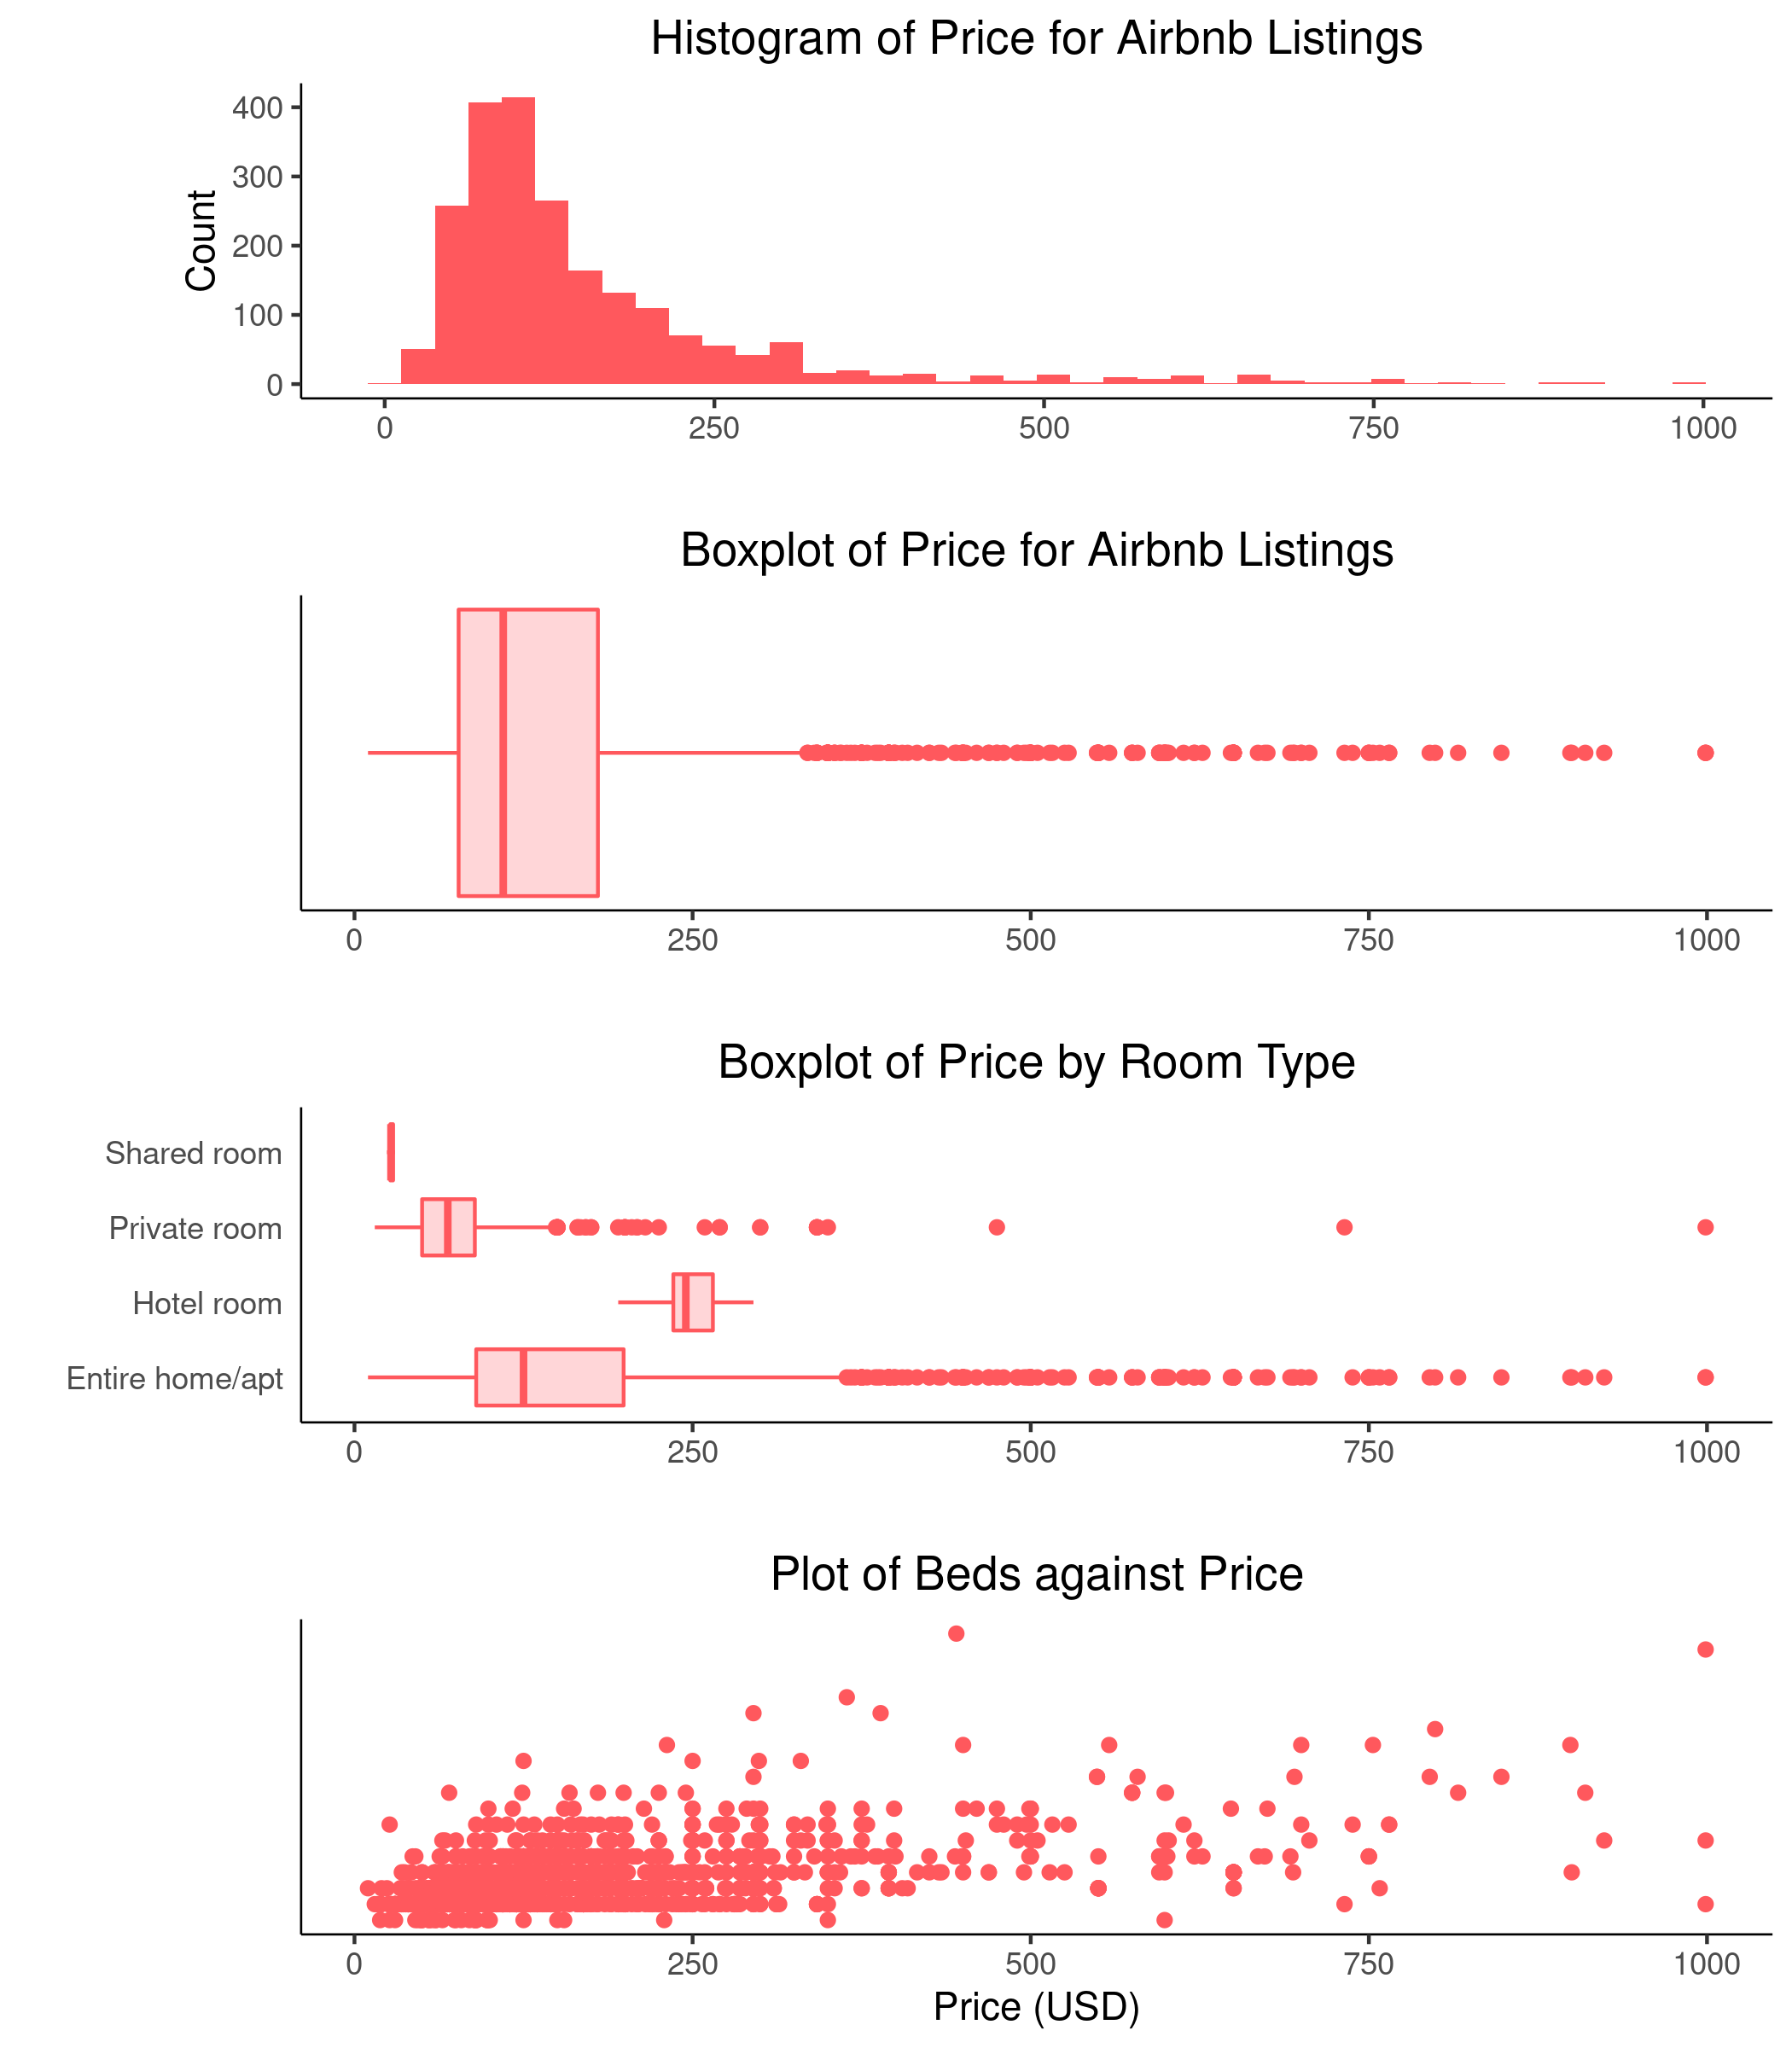 Histogram of Price for Airbnb Listings
Count
400
300
200
100
0
0 250 500 750 1000
Boxplot of Price for Airbnb Listings
0 250 500 750 1000
Boxplot of Price by Room Type
Shared room
Private room
Hotel room
Entire home/apt
0 250 500 750 1000
Plot of Beds against Price
0 250 500 750 1000
Price (USD)